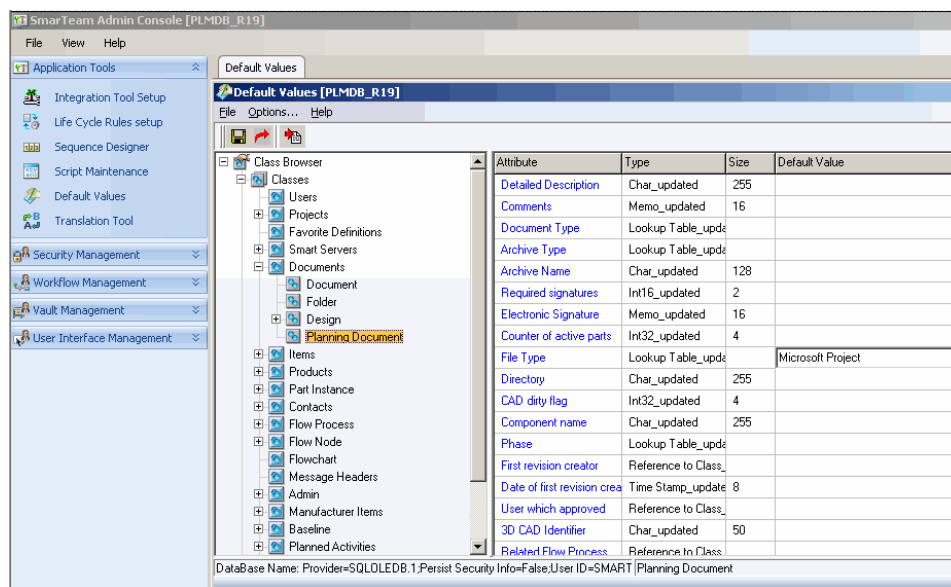 SmarTeam Admin Console [PLMDB_R19]
File View Help
Application Tools
Integration Tool Setup
Life Cycle Rules setup
Sequence Designer
Script Maintenance
Default Values
Translation Tool
Security Management
Workflow Management
Vault Management
User Interface Management
Default Values
Default Values [PLMDB_R19]
File Options... Help
Class Browser
Classes
Users
Projects
Favorite Definitions
Smart Servers
Documents
Document
Folder
Design
Planning Document
Items
Products
Part Instance
Contacts
Flow Process
Flow Node
Flowchart
Message Headers
Admin
Manufacturer Items
Baseline
Planned Activities
Attribute Type Size Default Value
Detailed Description Char_updated 255
Comments Memo_updated 16
Document Type Lookup Table_upda
Archive Type Lookup Table_upda
Archive Name Char_updated 128
Required signatures Int16_updated 2
Electronic Signature Memo_updated 16
Counter of active parts Int32_updated 4
File Type Lookup Table_upda Microsoft Project
Directory Char_updated 255
CAD dirty flag Int32_updated 4
Component name Char_updated 255
Phase Lookup Table_upda
First revision creator Reference to Class_
Date of first revision crea Time Stamp_update 8
User which approved Reference to Class_
3D CAD Identifier Char_updated 50
Related Flow Process Reference to Class_
DataBase Name: Provider=SQLOLEDB.1;Persist Security Info=False;User ID=SMART Planning Document